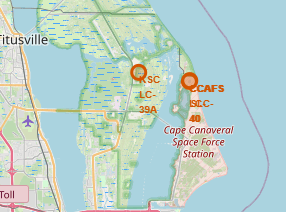 Titusville
KSC
LC-
39A
CCAFS
SLC-
40
Cape Canaveral
Space Force
Station
Toll